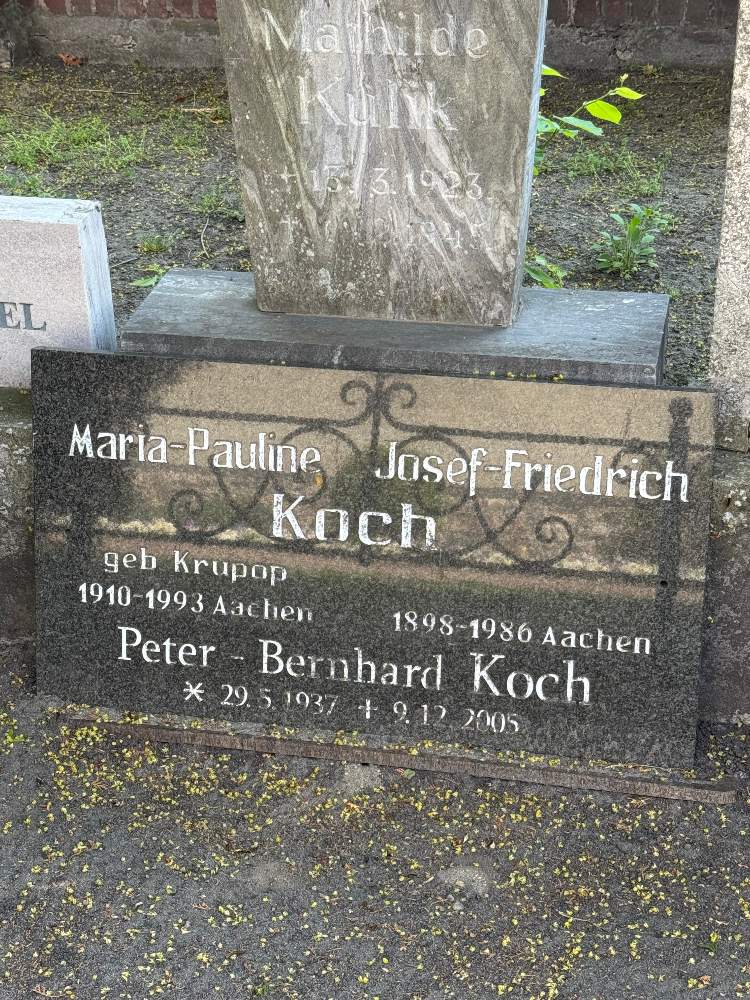 Mathilde
Kulik
* 15. 3. 1923
EL
Maria-Pauline Josef-Friedrich
Koch
geb Krupop
1910-1993 Aachen 1898-1986 Aachen
Peter - Bernhard Koch
* 29. 5. 1937 + 9. 12. 2005